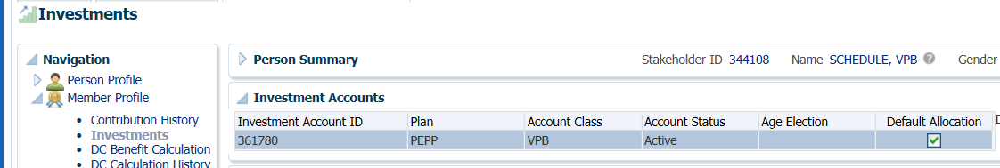 Investments
Navigation
Person Profile
Member Profile
Contribution History
Investments
DC Benefit Calculation
DC Calculation History
Person Summary Stakeholder ID 344108 Name SCHEDULE, VPB Gender
Investment Accounts
Investment Account ID Plan Account Class Account Status Age Election Default Allocation
361780 PEPP VPB Active